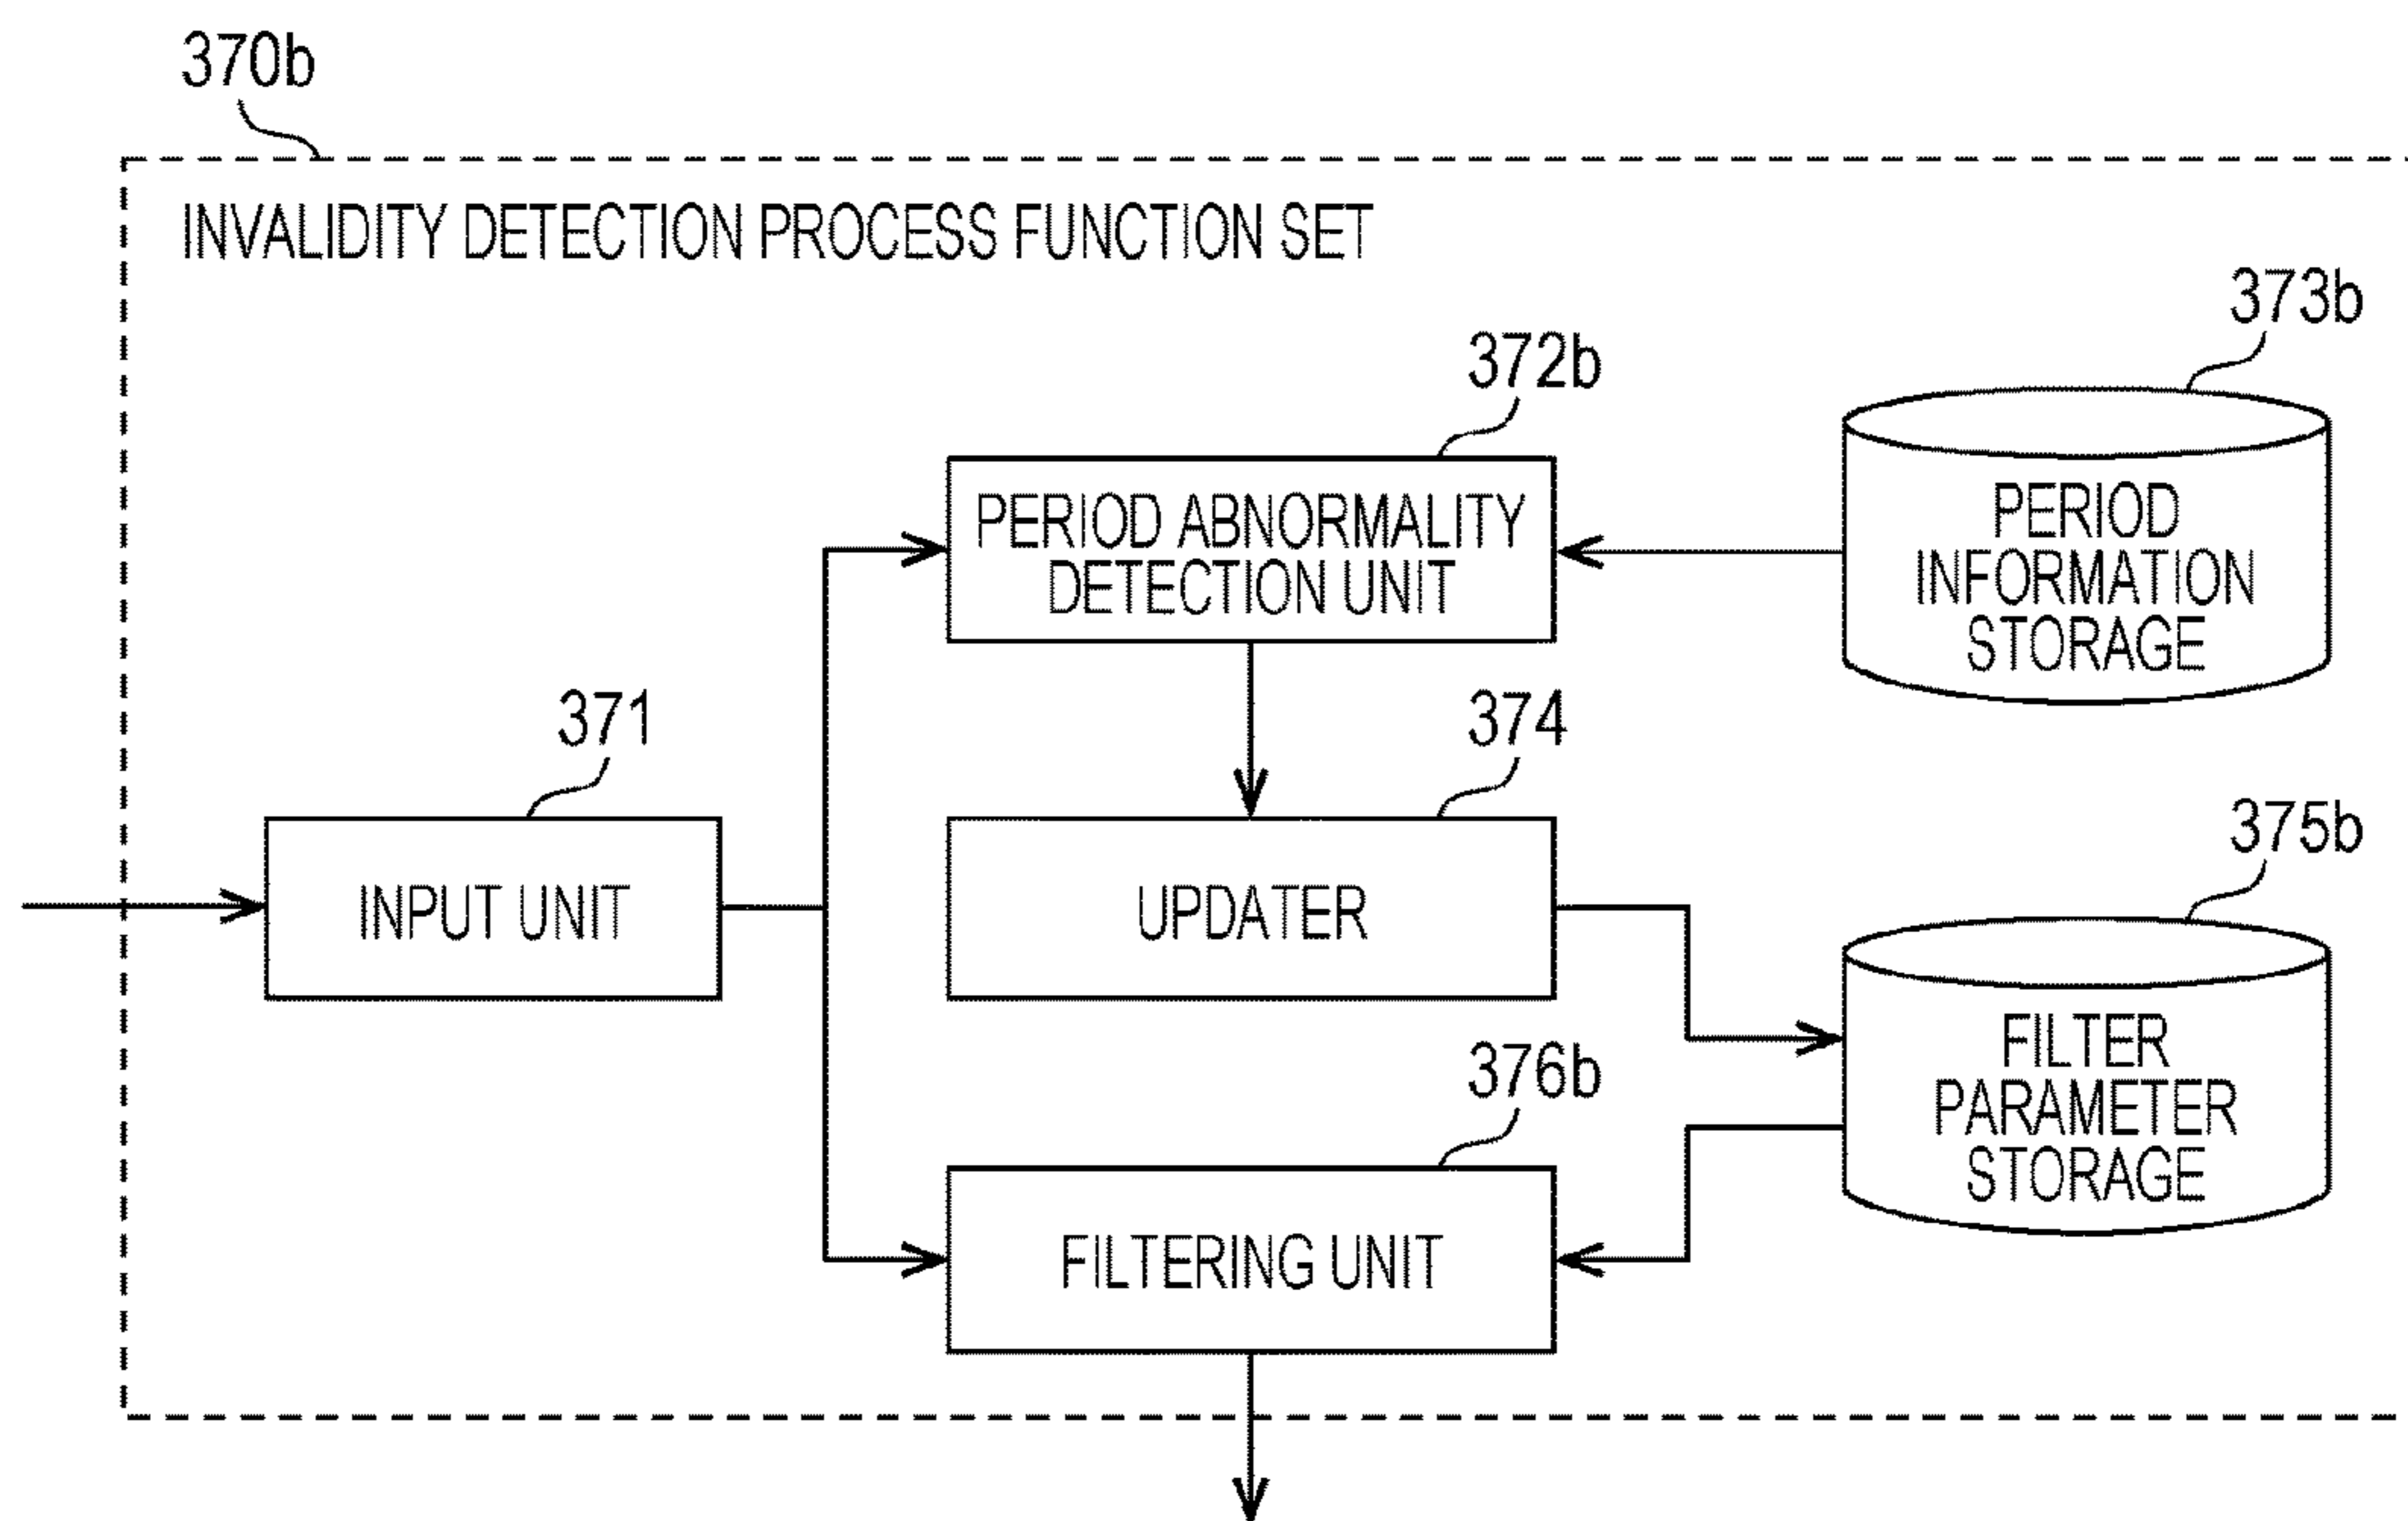 370b
INVALIDITY DETECTION PROCESS FUNCTION SET
373b
372b
PERIOD ABNORMALITY
DETECTION UNIT
PERIOD
INFORMATION
STORAGE
371
374
375b
INPUT UNIT
UPDATER
FILTER
PARAMETER
STORAGE
376b
FILTERING UNIT